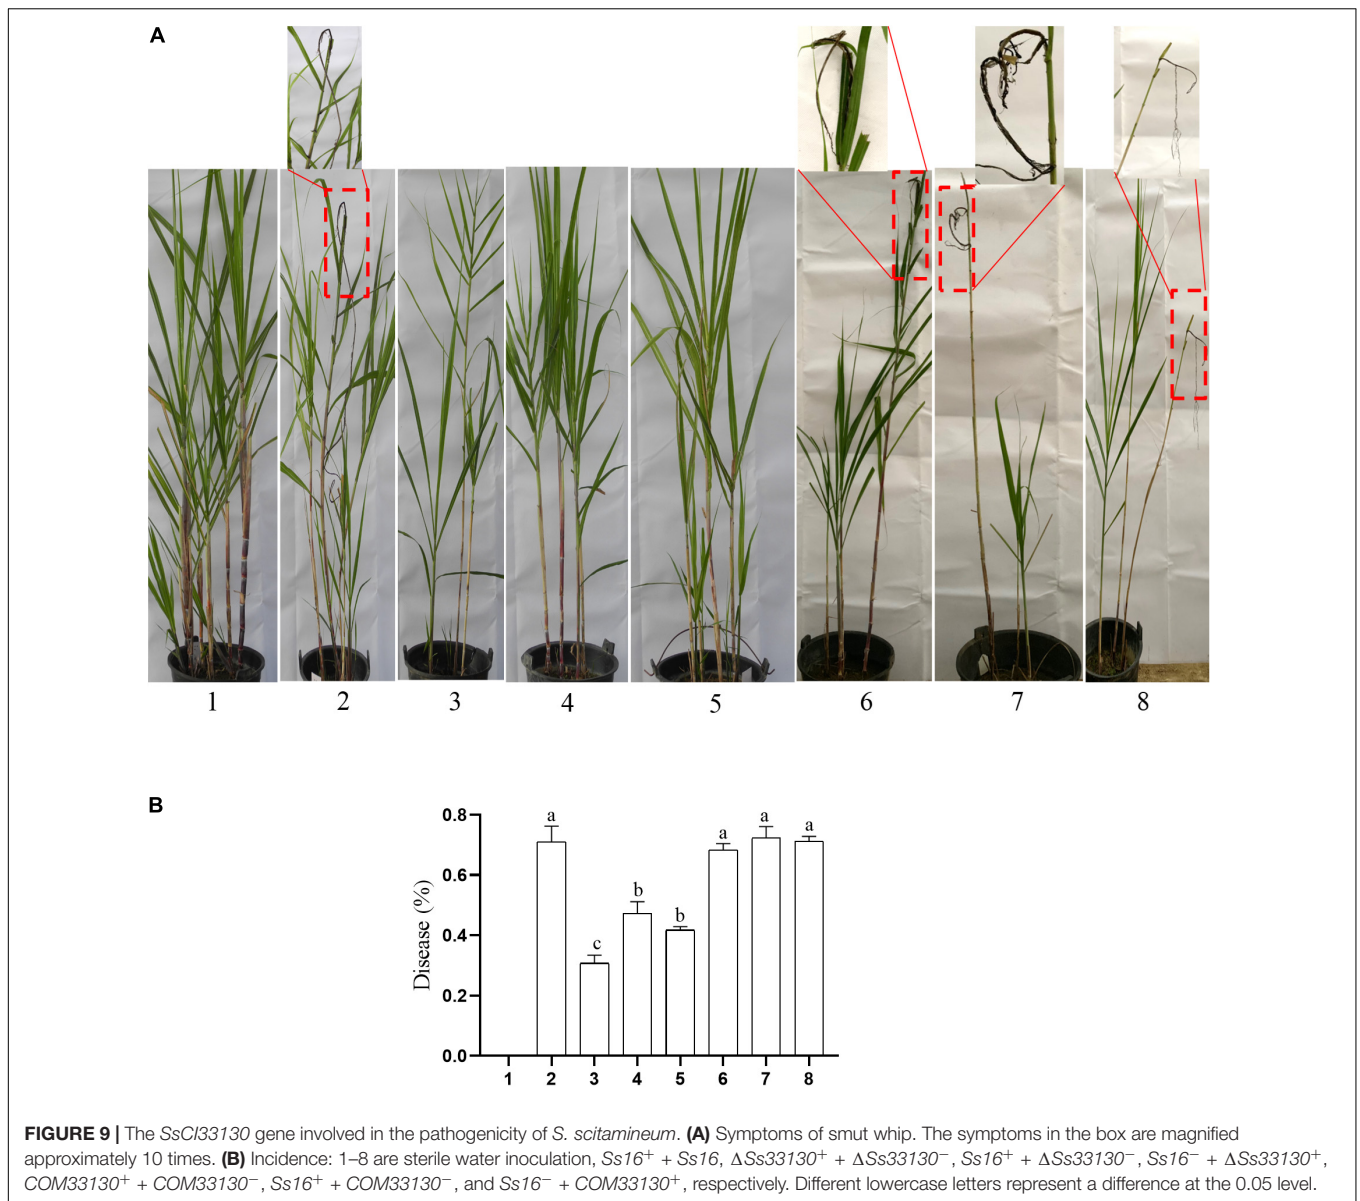 A
1 2 3 4 5 6 7 8
B
0.8
0.6
0.4
0.2
0.0
Disease (%)
a
c
b
b
a
a
a
1 2 3 4 5 6 7 8
FIGURE 9 | The SsCI33130 gene involved in the pathogenicity of S. scitamineum. (A) Symptoms of smut whip. The symptoms in the box are magnified
approximately 10 times. (B) Incidence: 1–8 are sterile water inoculation, Ss16⁺ + Ss16, ΔSs33130⁺ + ΔSs33130⁻, Ss16⁺ + ΔSs33130⁻, Ss16⁻ + ΔSs33130⁺,
COM33130⁺ + COM33130⁻, Ss16⁺ + COM33130⁻, and Ss16⁻ + COM33130⁺, respectively. Different lowercase letters represent a difference at the 0.05 level.